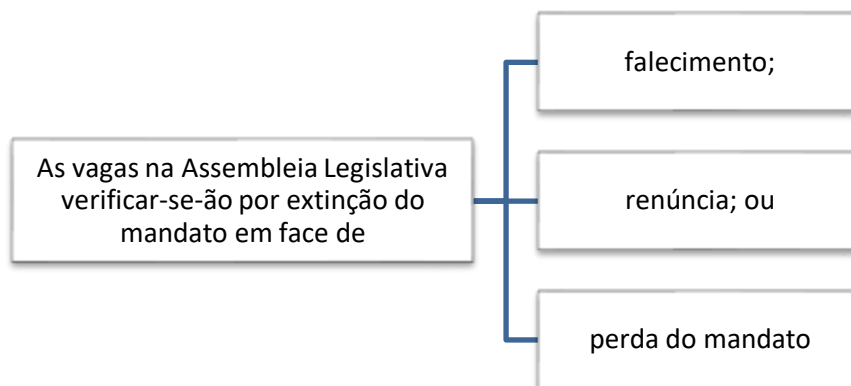 As vagas na Assembleia Legislativa
verificar-se-ão por extinção do
mandato em face de
falecimento;
renúncia; ou
perda do mandato